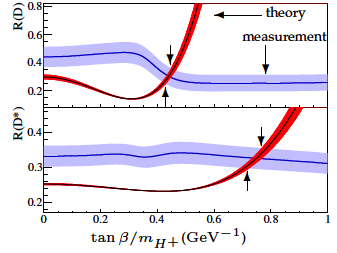 R(D)
0.8
0.6
0.4
0.2
theory
measurement
R(D*)
0.4
0.3
0.2
0 0.2 0.4 0.6 0.8 1
tan β/m_{H+}(GeV⁻¹)